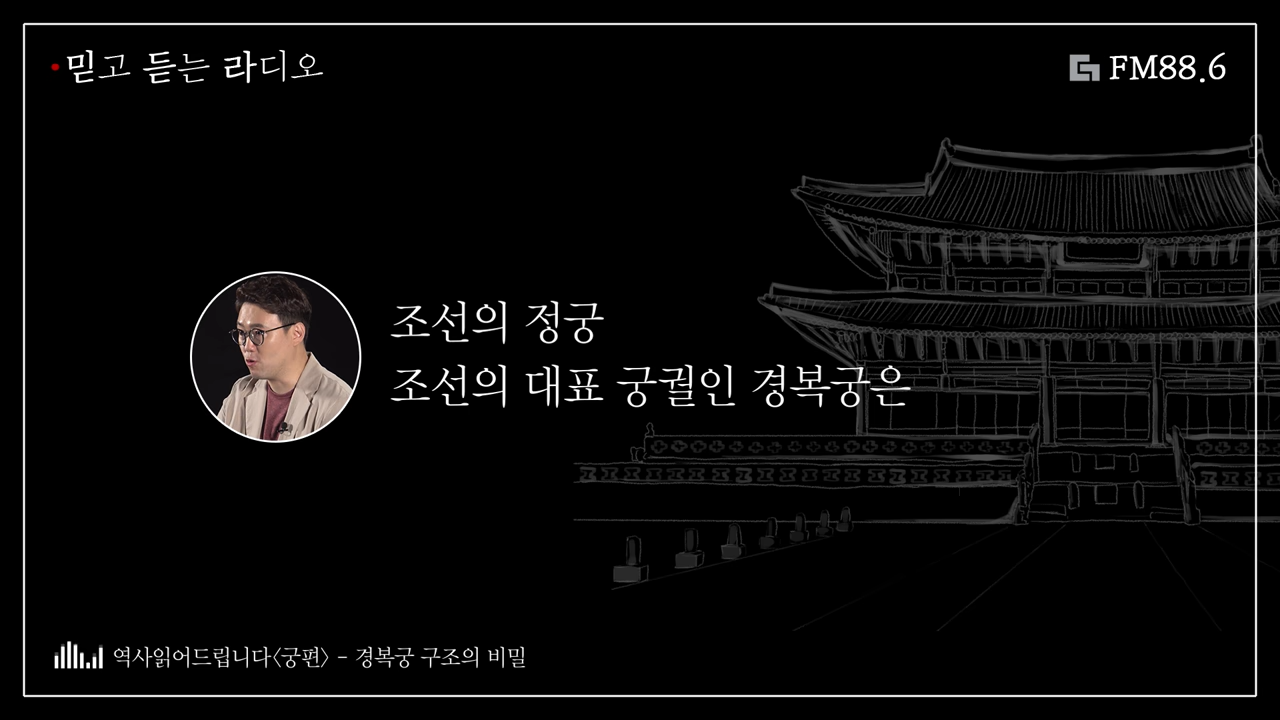 믿고 듣는 라디오
FM88.6
조선의 정궁
조선의 대표 궁궐인 경복궁은
역사읽어드립니다<궁편> - 경복궁 구조의 비밀